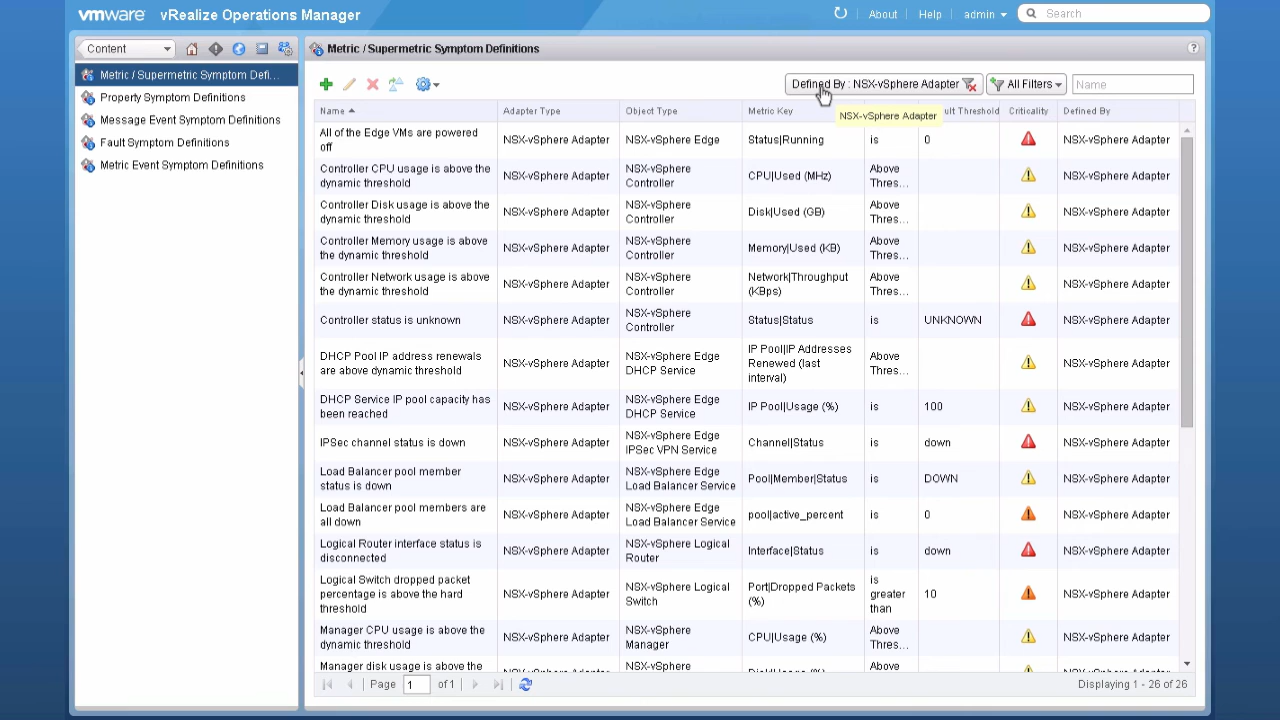 vmware vRealize Operations Manager
About Help admin Search
Content
Metric / Supermetric Symptom Defi...
Property Symptom Definitions
Message Event Symptom Definitions
Fault Symptom Definitions
Metric Event Symptom Definitions
Metric / Supermetric Symptom Definitions
?
Defined By : NSX-vSphere Adapter All Filters Name
NSX-vSphere Adapter
Name Adapter Type Object Type Metric Key ult Threshold Criticality Defined By
All of the Edge VMs are powered
off
NSX-vSphere Adapter
NSX-vSphere Edge
Status|Running
is
0
NSX-vSphere Adapter
Controller CPU usage is above the
dynamic threshold
NSX-vSphere Adapter
NSX-vSphere
Controller
CPU|Used (MHz)
Above
Thres...
NSX-vSphere Adapter
Controller Disk usage is above the
dynamic threshold
NSX-vSphere Adapter
NSX-vSphere
Controller
Disk|Used (GB)
Above
Thres...
NSX-vSphere Adapter
Controller Memory usage is above
the dynamic threshold
NSX-vSphere Adapter
NSX-vSphere
Controller
Memory|Used (KB)
Above
Thres...
NSX-vSphere Adapter
Controller Network usage is above
the dynamic threshold
NSX-vSphere Adapter
NSX-vSphere
Controller
Network|Throughput
(KBps)
Above
Thres...
NSX-vSphere Adapter
Controller status is unknown
NSX-vSphere Adapter
NSX-vSphere
Controller
Status|Status
is
UNKNOWN
NSX-vSphere Adapter
DHCP Pool IP address renewals
are above dynamic threshold
NSX-vSphere Adapter
NSX-vSphere Edge
DHCP Service
IP Pool|IP Addresses
Renewed (last
interval)
Above
Thres...
NSX-vSphere Adapter
DHCP Service IP pool capacity has
been reached
NSX-vSphere Adapter
NSX-vSphere Edge
DHCP Service
IP Pool|Usage (%)
is
100
NSX-vSphere Adapter
IPSec channel status is down
NSX-vSphere Adapter
NSX-vSphere Edge
IPSec VPN Service
Channel|Status
is
down
NSX-vSphere Adapter
Load Balancer pool member
status is down
NSX-vSphere Adapter
NSX-vSphere Edge
Load Balancer Service
Pool|Member|Status
is
DOWN
NSX-vSphere Adapter
Load Balancer pool members are
all down
NSX-vSphere Adapter
NSX-vSphere Edge
Load Balancer Service
pool|active_percent
is
0
NSX-vSphere Adapter
Logical Router interface status is
disconnected
NSX-vSphere Adapter
NSX-vSphere Logical
Router
Interface|Status
is
down
NSX-vSphere Adapter
Logical Switch dropped packet
percentage is above the hard
threshold
NSX-vSphere Adapter
NSX-vSphere Logical
Switch
Port|Dropped Packets
(%)
is
greater
than
10
NSX-vSphere Adapter
Manager CPU usage is above the
dynamic threshold
NSX-vSphere Adapter
NSX-vSphere
Manager
CPU|Usage (%)
Above
Thres...
NSX-vSphere Adapter
Manager disk usage is above the
NSX-vSphere Adapter
NSX-vSphere
Disk|Usage (%)
Above
NSX-vSphere Adapter
Page 1 of 1
Displaying 1 - 26 of 26